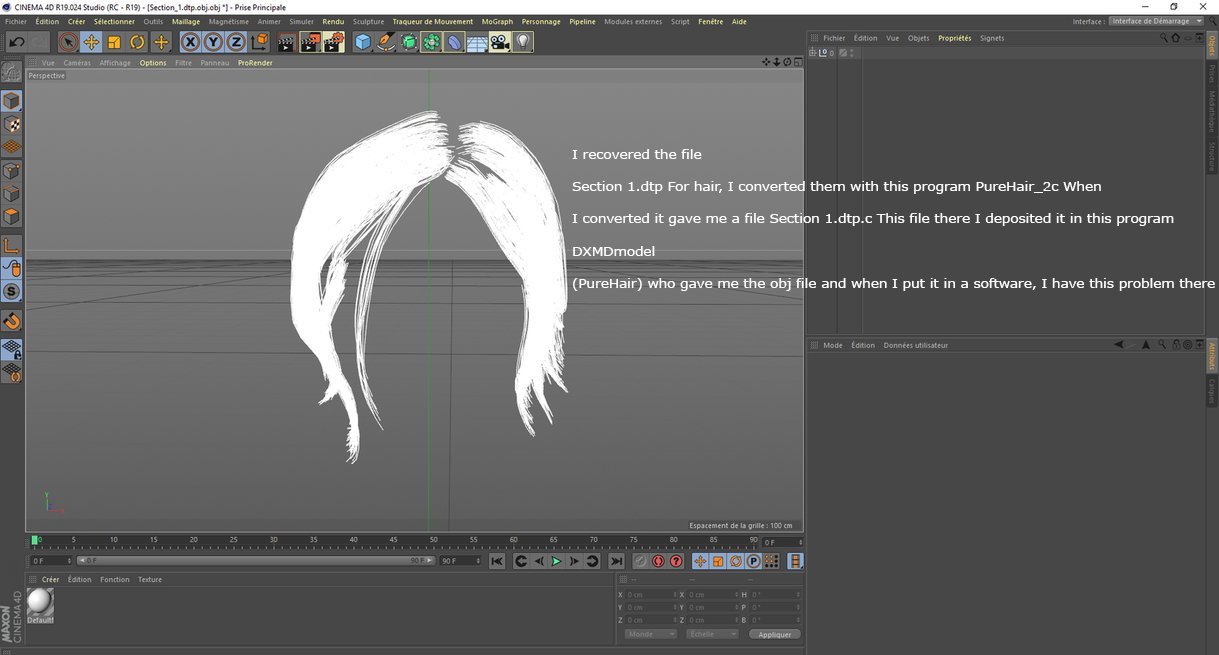 CINEMA 4D R19.024 Studio (RC - R19) - [Section_1.dtp.obj.obj *] - Prise Principale
Fichier Édition Créer Sélectionner Outils Maillage Magnétisme Animer Simuler Rendu Sculpture Traqueur de Mouvement MoGraph Personnage Pipeline Modules externes Script Fenêtre Aide Interface : Interface de Démarrage
X Y Z
Fichier Édition Vue Objets Propriétés Signets
Objets
Prises
Médiathèque
Structure
Vue Caméras Affichage Options Filtre Panneau ProRender
Perspective
I recovered the file
Section 1.dtp For hair, I converted them with this program PureHair_2c When
I converted it gave me a file Section 1.dtp.c This file there I deposited it in this program
DXMDmodel
(PureHair) who gave me the obj file and when I put it in a software, I have this problem there
Mode Édition Données utilisateur
Attributs
Calques
Y
Espacement de la grille : 100 cm
0 5 10 15 20 25 30 35 40 45 50 55 60 65 70 75 80 85 90 0 F
0 F 0 F 90 F 90 F
Créer Édition Fonction Texture
-- -- --
X 0 cm X 0 cm H 0 °
Y 0 cm Y 0 cm P 0 °
Z 0 cm Z 0 cm B 0 °
Monde Echelle Appliquer
MAXON
CINEMA 4D